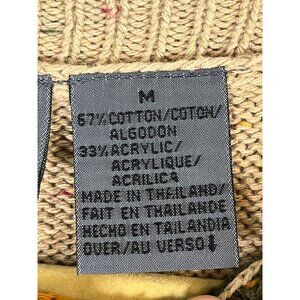 M
67% COTTON/COTON/
ALGODON
33% ACRYLIC/
ACRYLIQUE/
ACRILICA
MADE IN THAILAND/
FAIT EN THAILANDE
HECHO EN TAILANDIA
OVER/AU VERSO⬇